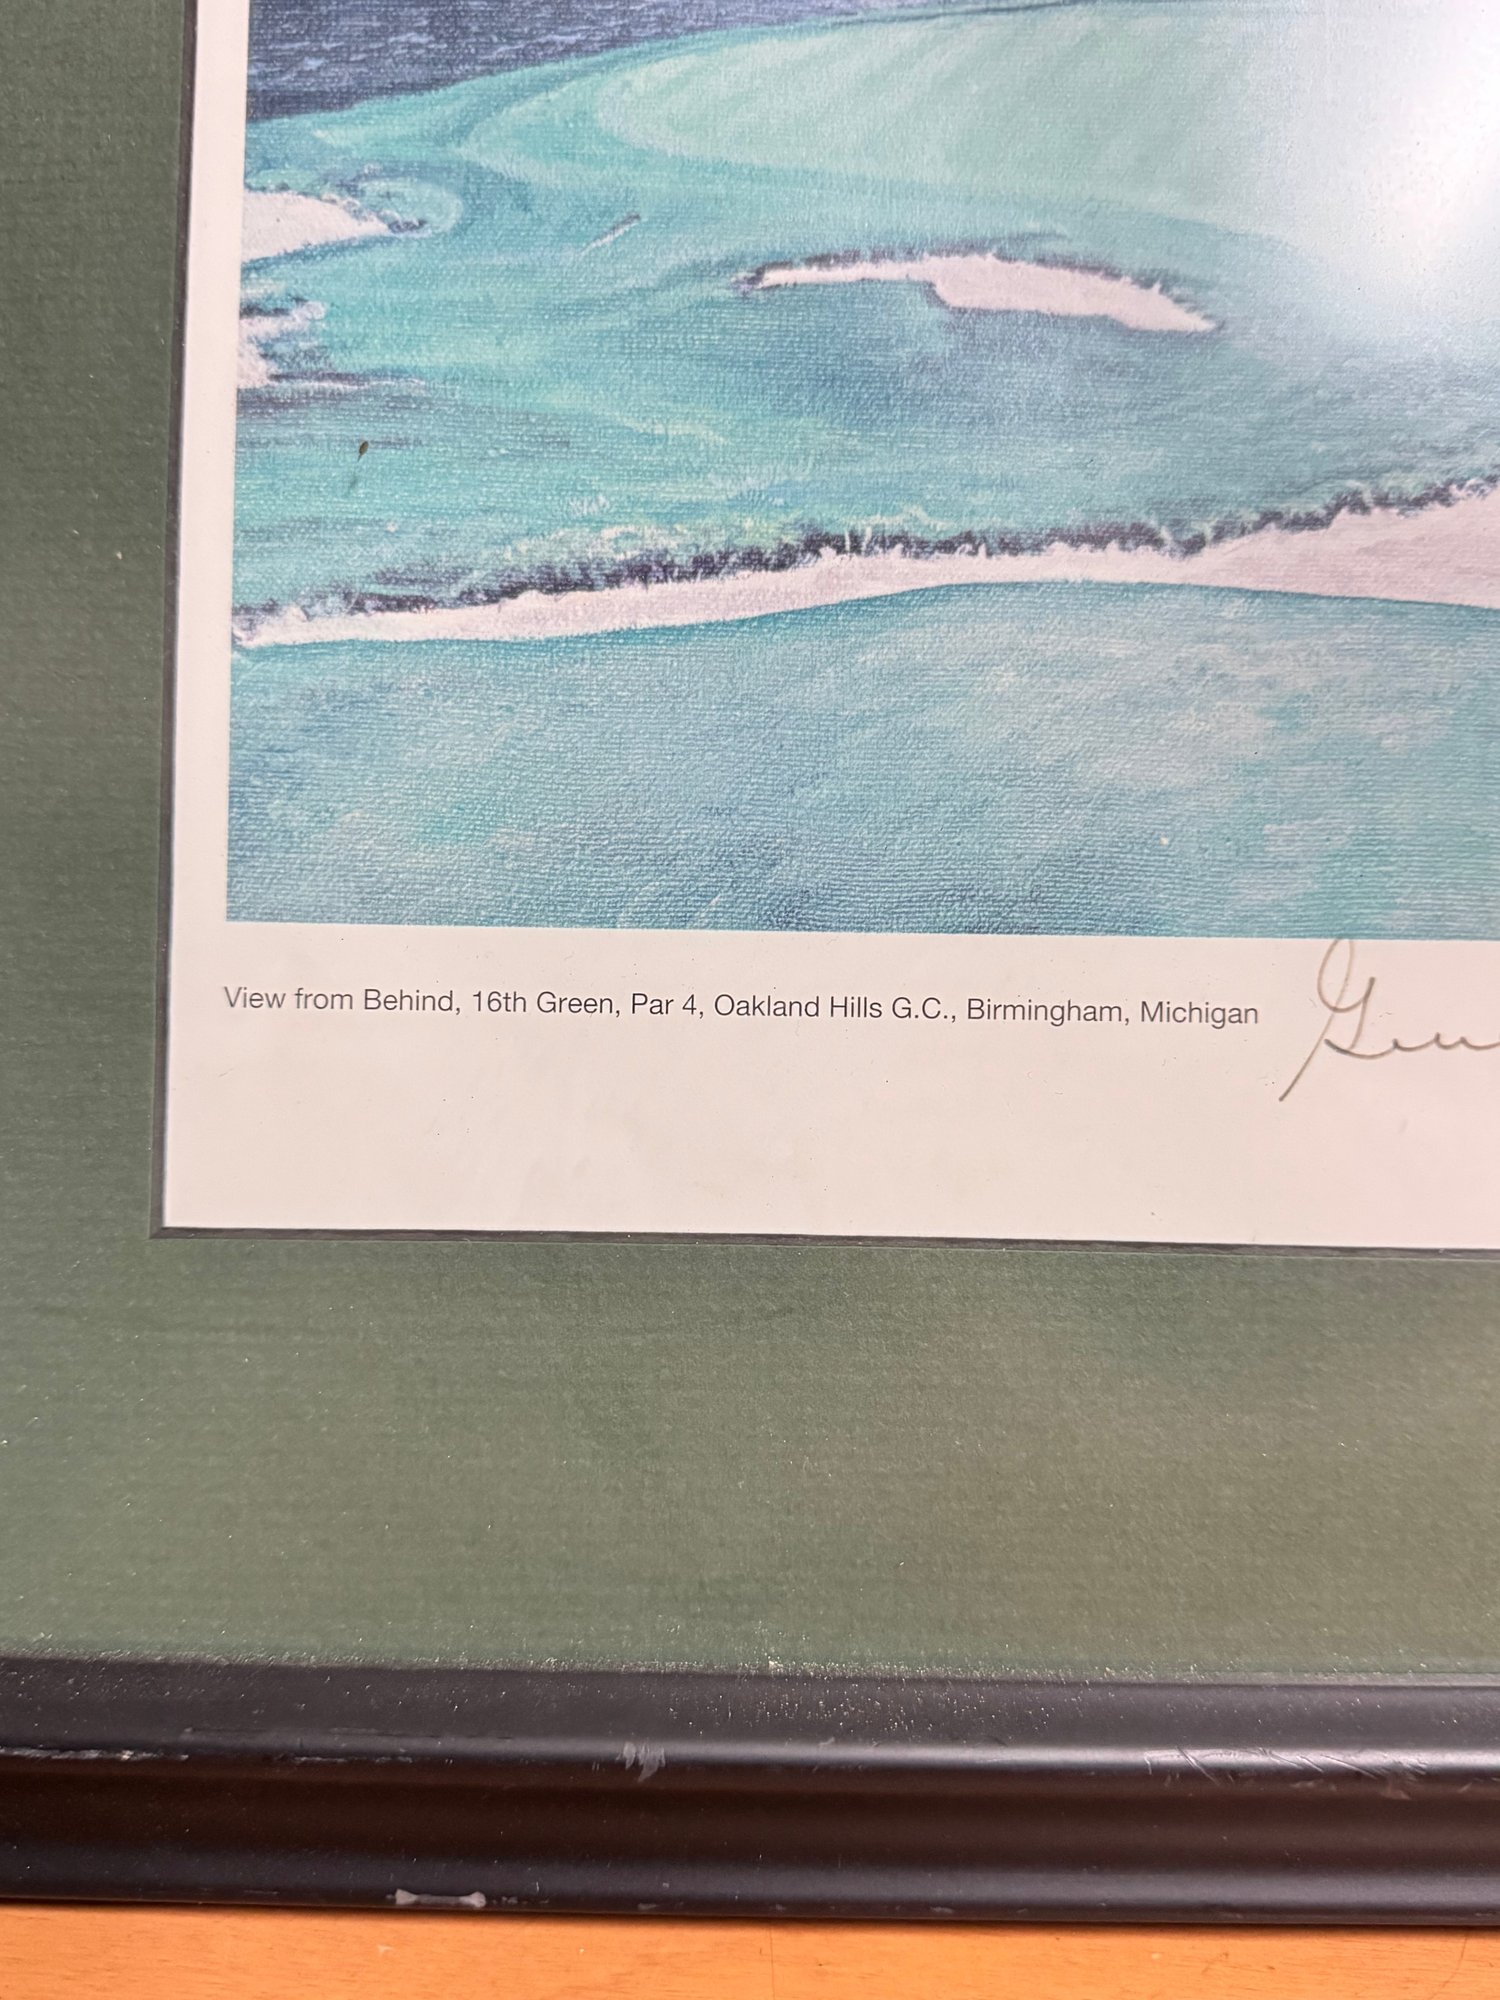 View from Behind, 16th Green, Par 4, Oakland Hills G.C., Birmingham, Michigan